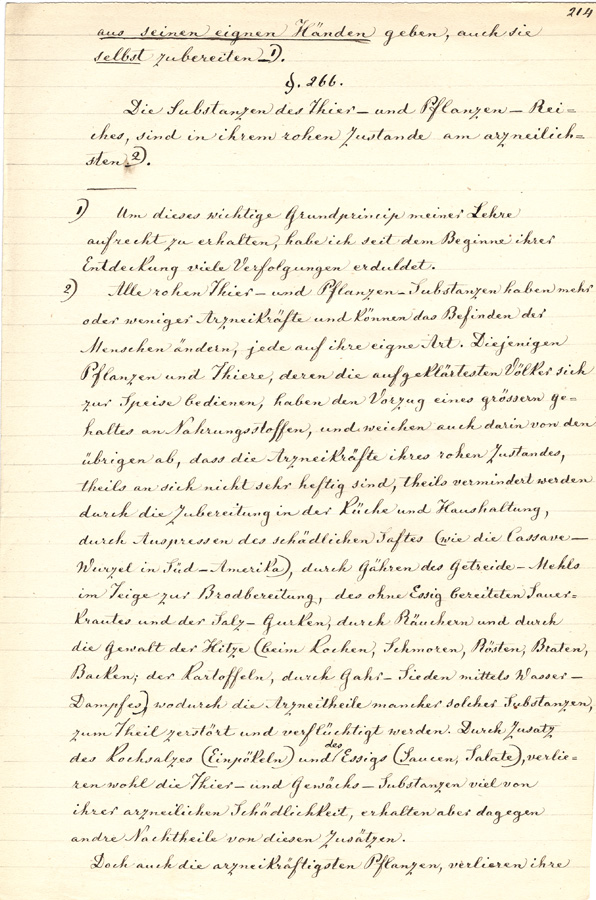 214
aus seinen eignen Händen geben, auch sie
selbst zubereiten 1).
§. 266.
Die Substanzen des Thier- und Pflanzen-Rei=
ches, sind in ihrem rohen Zustande am arzneilich=
sten 2).
1) Um dieses wichtige Grundprincip meiner Lehre
aufrecht zu erhalten, habe ich seit dem Beginne ihrer
Entdeckung viele Verfolgungen erduldet.
2) Alle rohen Thier- und Pflanzen-Substanzen haben mehr
oder weniger Arzneikräfte und können das Befinden der
Menschen ändern, jede auf ihre eigne Art. Diejenigen
Pflanzen und Thiere, deren die aufgeklärtesten Völker sich
zur Speise bedienen, haben den Vorzug eines grössern ge=
haltes an Nahrungsstoffen, und weichen auch darin von den
übrigen ab, dass die Arzneikräfte ihres rohen Zustandes,
theils an sich nicht sehr heftig sind, theils vermindert werden
durch die Zubereitung in der Küche und Haushaltung,
durch Auspressen des schädlichen Saftes (wie die Cassave-
Wurzel in Süd-Amerika), durch Gähren des Getreide-Mehls
im Teige zur Brodbereitung, des ohne Essig bereiteten Sauer-
krautes und der Salz-Gurken, durch Räuchern und durch
die Gewalt der Hitze (beim Kochen, Schmoren, Rösten, Braten,
Backen; der Kartoffeln, durch Gahr-Sieden mittels Wasser-
Dampfes) wodurch die Arzneitheile mancher solcher Substanzen,
zum Theil zerstört und verflüchtigt werden. Durch Zusatz
des Kochsalzes (Einpökeln) und des Essigs (Saucen, Salate), verlie=
ren wohl die Thier- und Gewächs-Substanzen viel von
ihrer arzneilichen Schädlichkeit, erhalten aber dagegen
andre Nachtheile von diesen Zusätzen.
Doch auch die arzneikräftigsten Pflanzen, verlieren ihre